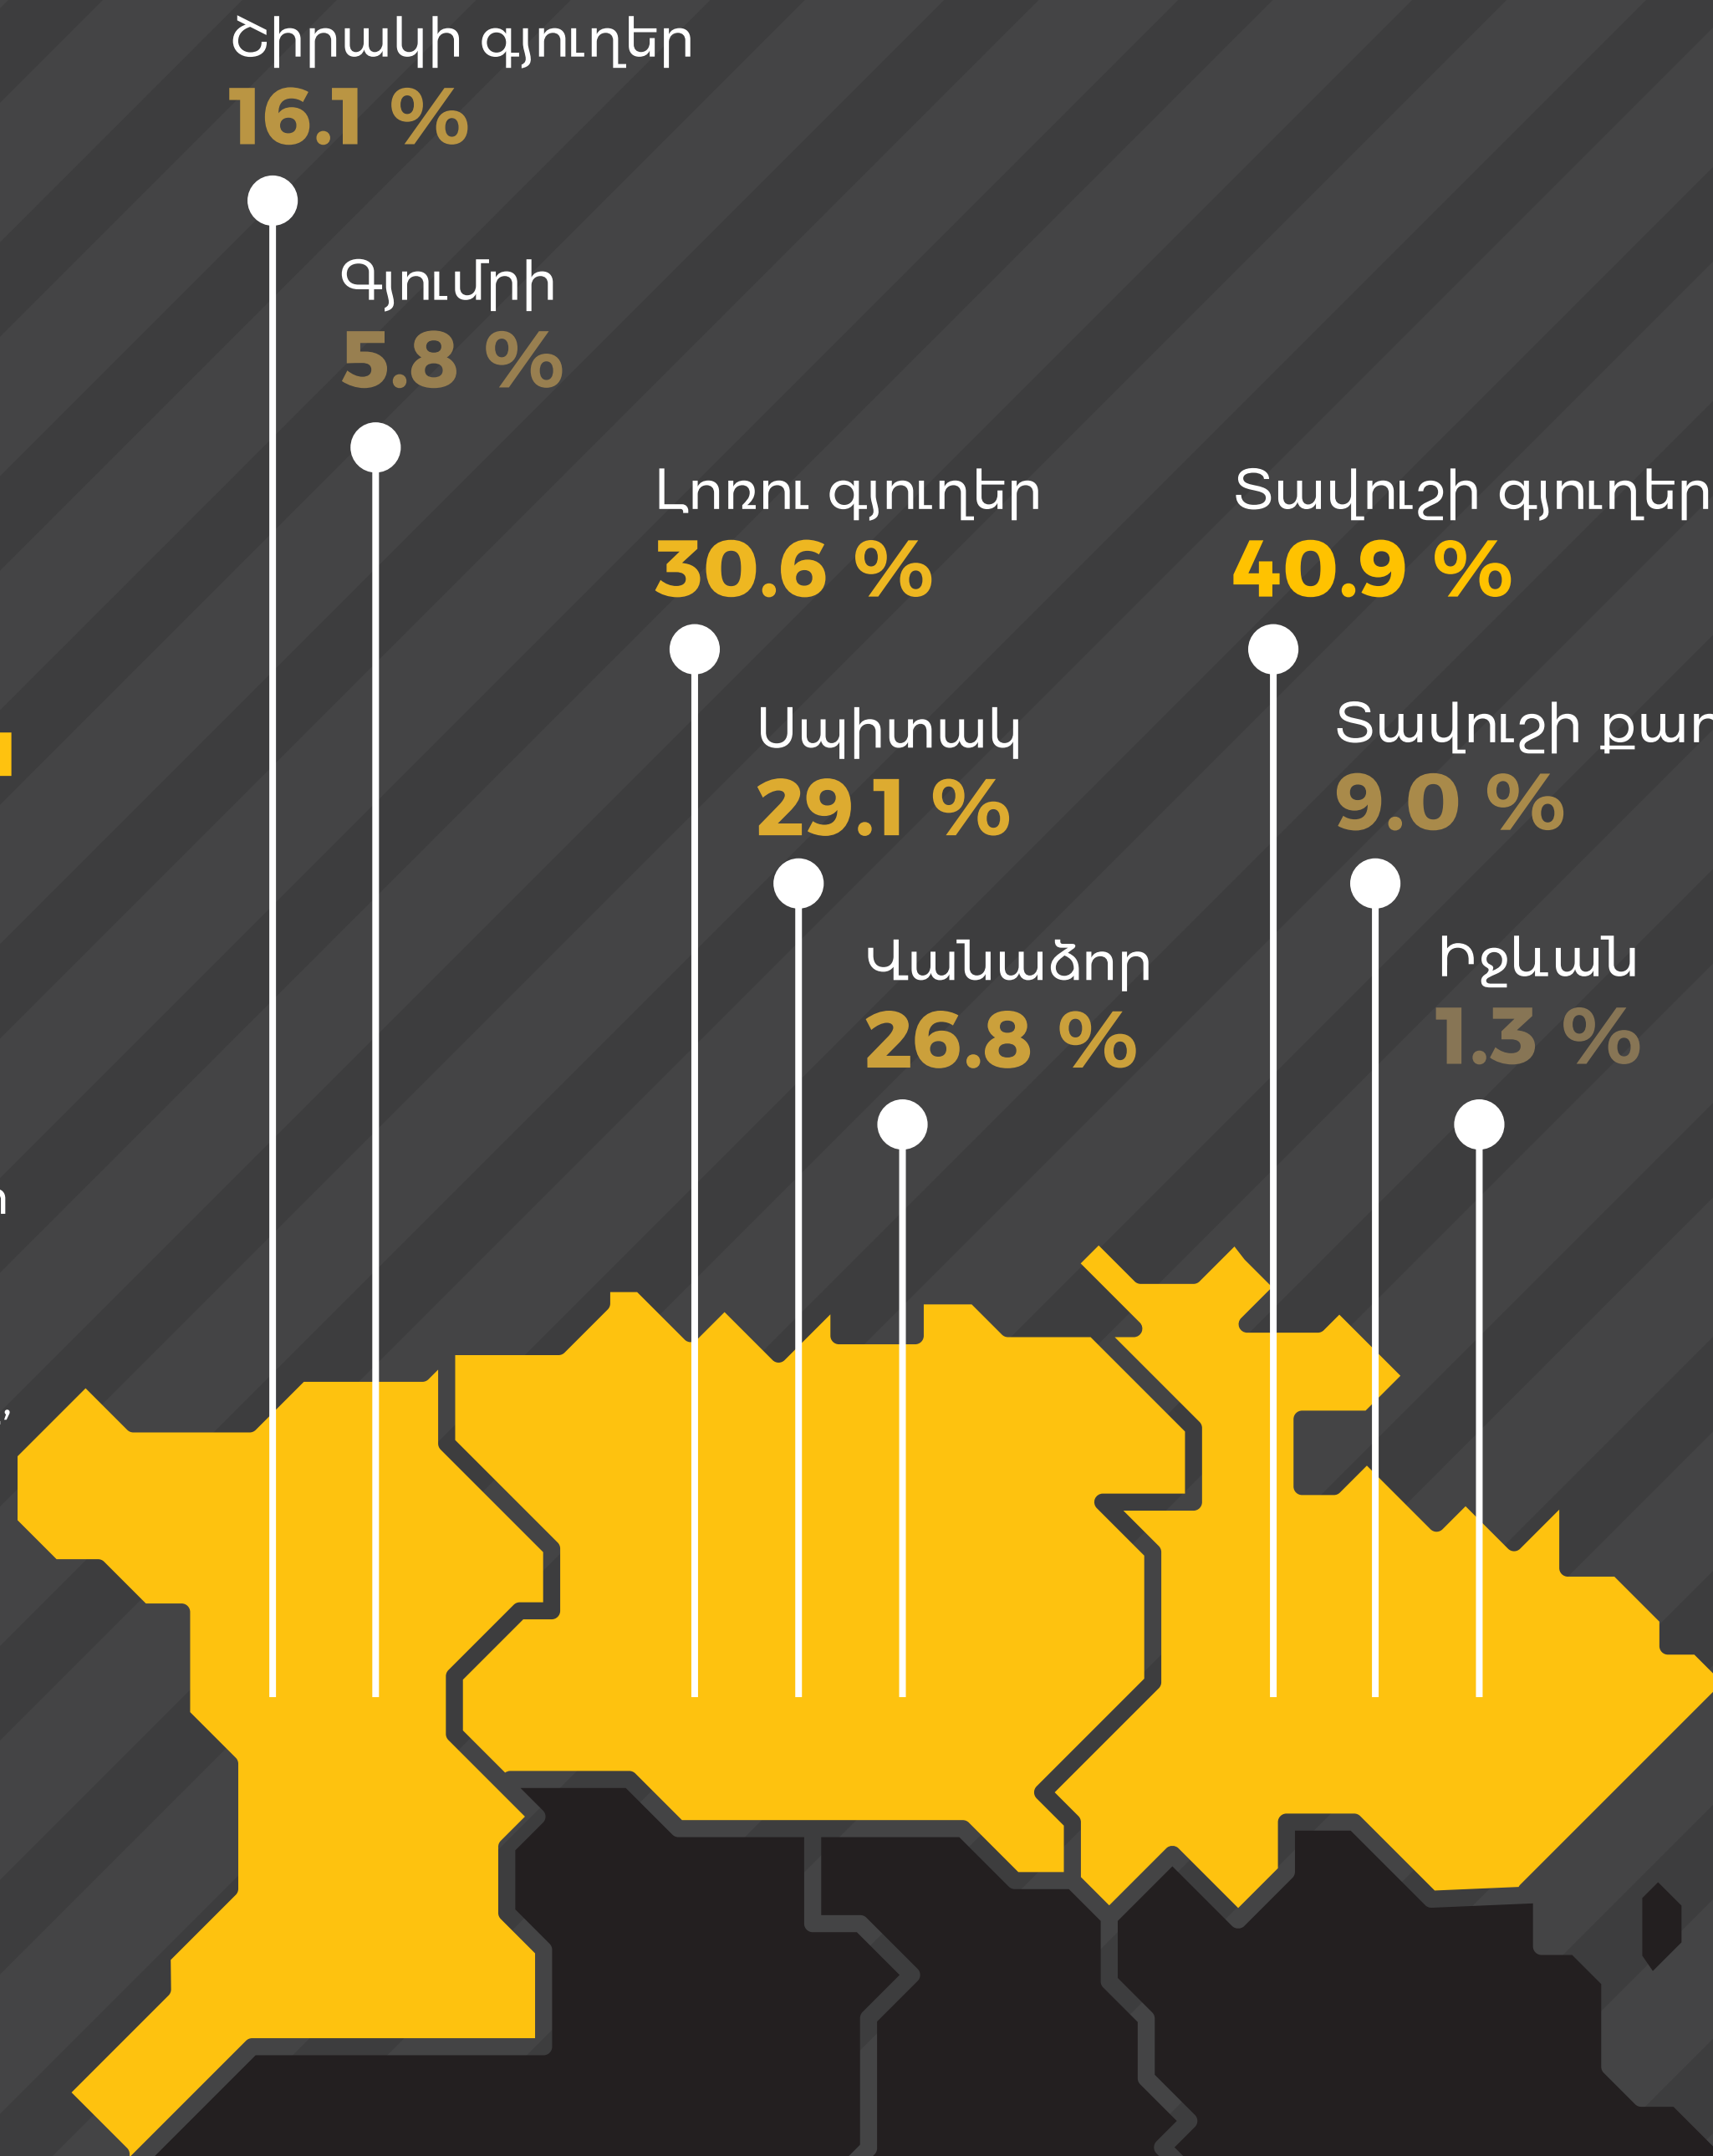 Շիրակի գյուղեր
16.1 %
Գյումրի
5.8 %
Լոռու գյուղեր
30.6 %
Սպիտակ
29.1 %
Վանաձոր
26.8 %
Տավուշի գյուղեր
40.9 %
Տավուշի
9.0 %
Իջևան
1.3 %